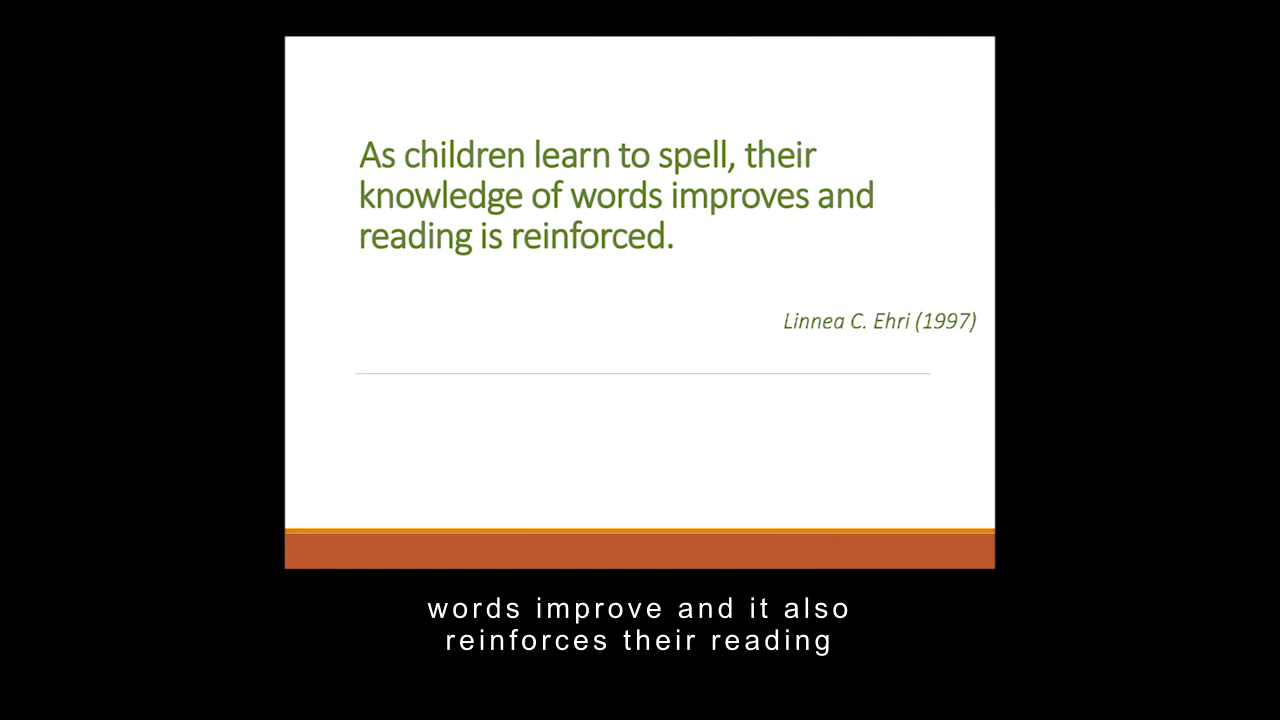 As children learn to spell, their
knowledge of words improves and
reading is reinforced.
Linnea C. Ehri (1997)
words improve and it also
reinforces their reading